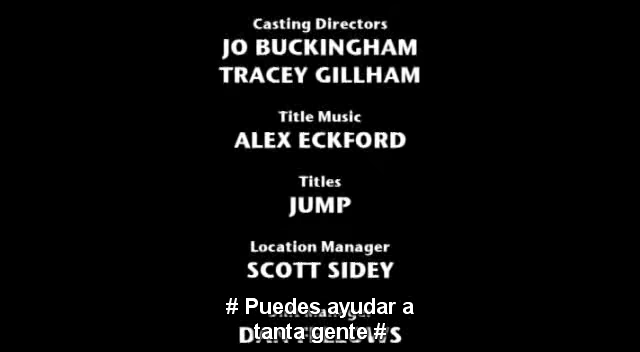 Casting Directors
JO BUCKINGHAM
TRACEY GILLHAM
Title Music
ALEX ECKFORD
Titles
JUMP
Location Manager
SCOTT SIDEY
# Puedes ayudar a
tanta gente.#